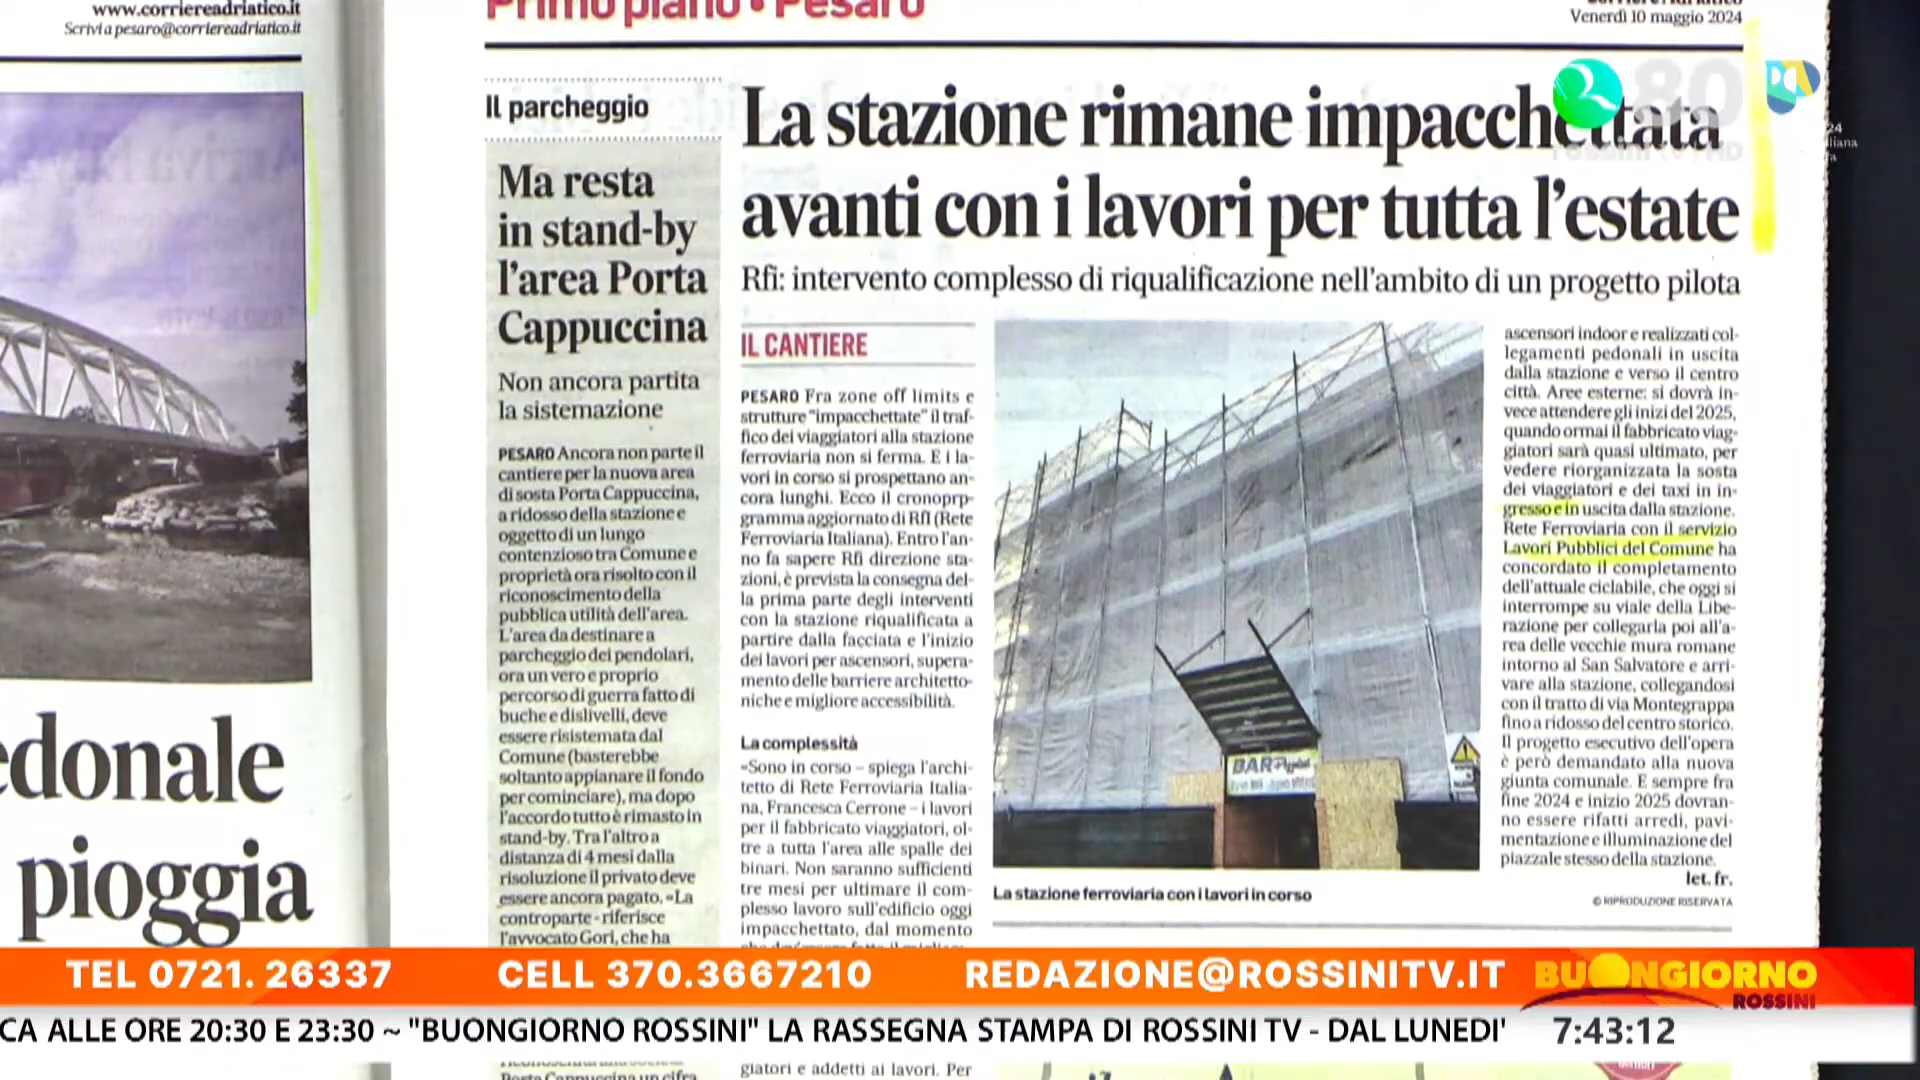 www.corriereadriatico.it
Scrivi a pesaro@corriereadriatico.it
edonale
pioggia
Primo piano • Pesaro
Venerdì 10 maggio 2024
Il parcheggio
Ma resta
in stand-by
l'area Porta
Cappuccina
Non ancora partita
la sistemazione
PESARO Ancora non parte il
cantiere per la nuova area
di sosta Porta Cappuccina,
a ridosso della stazione e
oggetto di un lungo
contenzioso tra Comune e
proprietà ora risolto con il
riconoscimento della
pubblica utilità dell'area.
L'area da destinare a
parcheggio dei pendolari,
ora un vero e proprio
percorso di guerra fatto di
buche e dislivelli, deve
essere risistemata dal
Comune (basterebbe
soltanto appianare il fondo
per cominciare), ma dopo
l'accordo tutto è rimasto in
stand-by. Tra l'altro a
distanza di 4 mesi dalla
risoluzione il privato deve
essere ancora pagato. «La
controparte - riferisce
l'avvocato Gori, che ha
La stazione rimane impacchettata
avanti con i lavori per tutta l'estate
Rfi: intervento complesso di riqualificazione nell'ambito di un progetto pilota
IL CANTIERE
PESARO Fra zone off limits e
strutture "impacchettate" il traf-
fico dei viaggiatori alla stazione
ferroviaria non si ferma. E i la-
vori in corso si prospettano an-
cora lunghi. Ecco il cronopr-
gramma aggiornato di Rfi (Rete
Ferroviaria Italiana). Entro l'an-
no fa sapere Rfi direzione sta-
zioni, è prevista la consegna del-
la prima parte degli interventi
con la stazione riqualificata a
partire dalla facciata e l'inizio
dei lavori per ascensori, supera-
mento delle barriere architetto-
niche e migliore accessibilità.
La complessità
«Sono in corso – spiega l'archi-
tetto di Rete Ferroviaria Italia-
na, Francesca Cerrone – i lavori
per il fabbricato viaggiatori, ol-
tre a tutta l'area alle spalle dei
binari. Non saranno sufficienti
tre mesi per ultimare il com-
plesso lavoro sull'edificio oggi
impacchettato, dal momento
giatori e addetti ai lavori. Per
BAR
La stazione ferroviaria con i lavori in corso
ascensori indoor e realizzati col-
legamenti pedonali in uscita
dalla stazione e verso il centro
città. Aree esterne: si dovrà in-
vece attendere gli inizi del 2025,
quando ormai il fabbricato viag-
giatori sarà quasi ultimato, per
vedere riorganizzata la sosta
dei viaggiatori e dei taxi in in-
gresso e in uscita dalla stazione.
Rete Ferroviaria con il servizio
Lavori Pubblici del Comune ha
concordato il completamento
dell'attuale ciclabile, che oggi si
interrompe su viale della Libe-
razione per collegarla poi all'a-
rea delle vecchie mura romane
intorno al San Salvatore e arri-
vare alla stazione, collegandosi
con il tratto di via Montegrappa
fino a ridosso del centro storico.
Il progetto esecutivo dell'opera
è però demandato alla nuova
giunta comunale. E sempre fra
fine 2024 e inizio 2025 dovran-
no essere rifatti arredi, pavi-
mentazione e illuminazione del
piazzale stesso della stazione.
let. fr.
© RIPRODUZIONE RISERVATA
80
TEL 0721. 26337 CELL 370.3667210 REDAZIONE@ROSSINITV.IT
BUONGIORNO
ROSSINI
CA ALLE ORE 20:30 E 23:30 ~ "BUONGIORNO ROSSINI" LA RASSEGNA STAMPA DI ROSSINI TV - DAL LUNEDI'
7:43:12